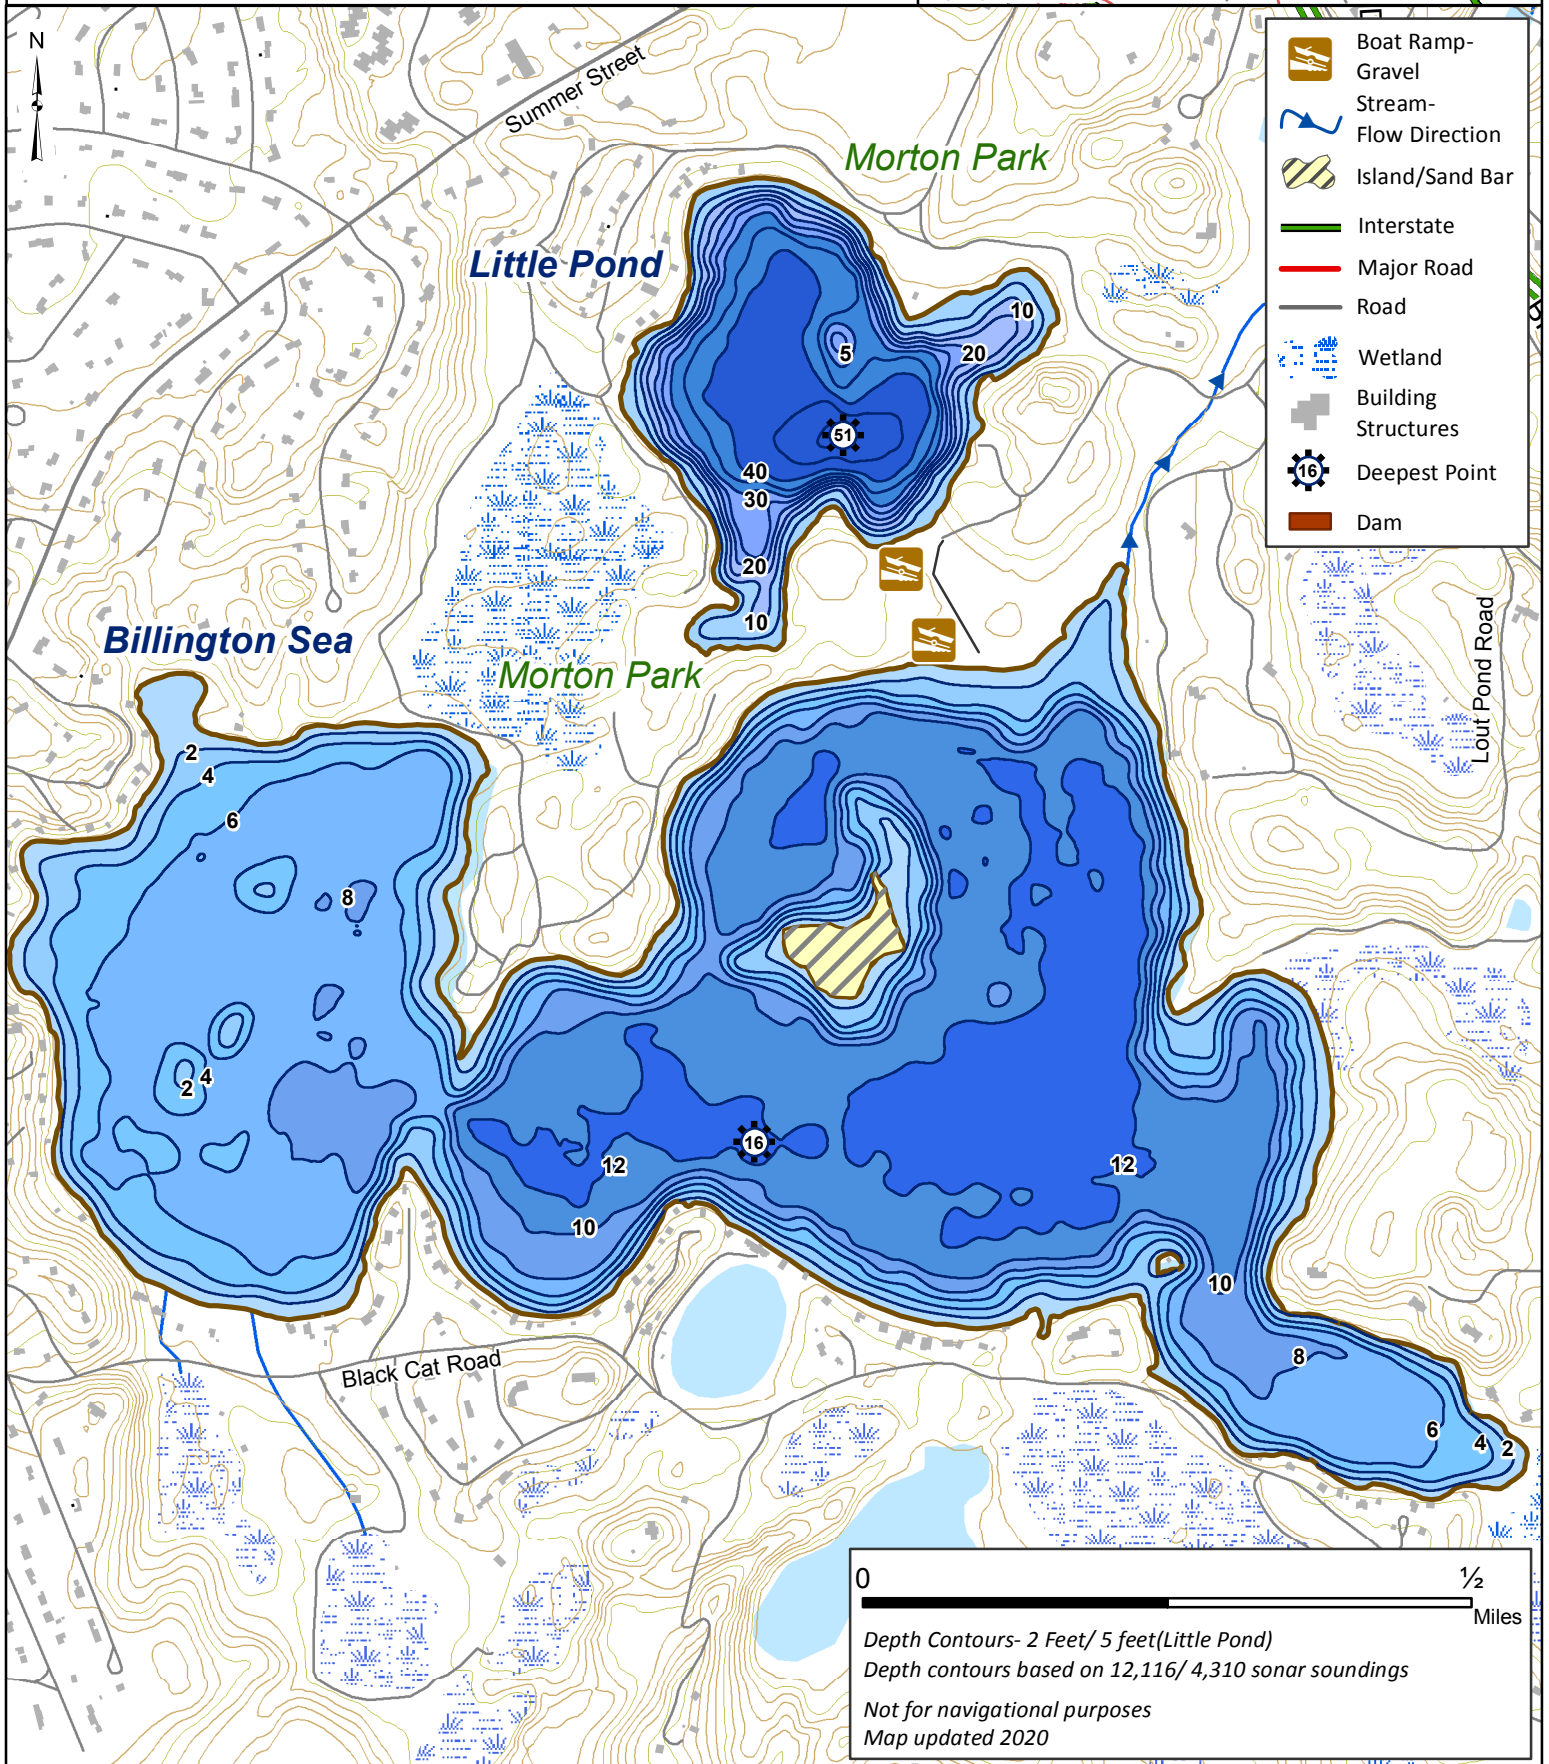 N
Summer Street
Morton Park
Little Pond
10
20
5
51
40
30
20
10
Billington Sea
Morton Park
Lout Pond Road
2
4
6
8
2
4
16
12
12
10
10
8
6
4
2
Black Cat Road
Boat Ramp-
Gravel
Stream-
Flow Direction
Island/Sand Bar
Interstate
Major Road
Road
Wetland
Building
Structures
16
Deepest Point
Dam
0
½
Miles
Depth Contours- 2 Feet/ 5 feet(Little Pond)
Depth contours based on 12,116/ 4,310 sonar soundings
Not for navigational purposes
Map updated 2020